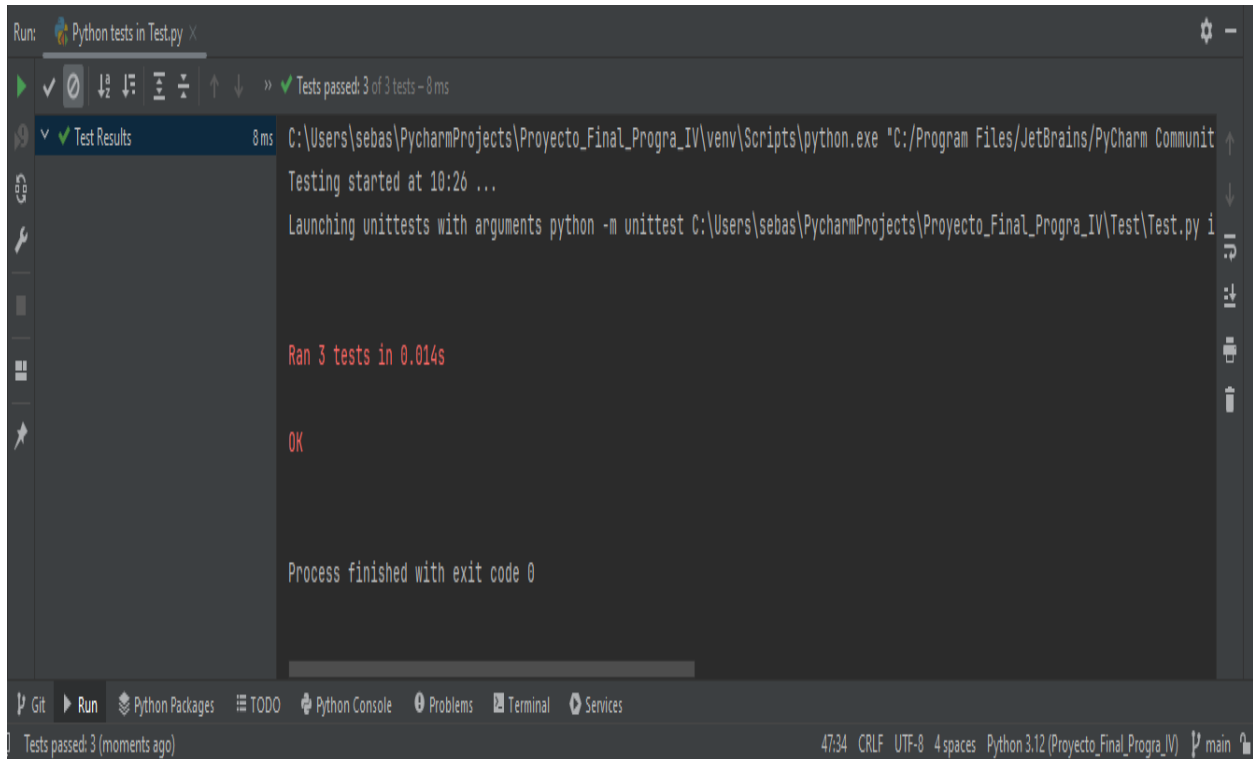 Run: Python tests in Test.py
» Tests passed: 3 of 3 tests – 8 ms
Test Results 8 ms
C:\Users\sebas\PycharmProjects\Proyecto_Final_Progra_IV\venv\Scripts\python.exe "C:/Program Files/JetBrains/PyCharm Communit
Testing started at 10:26 ...
Launching unittests with arguments python -m unittest C:\Users\sebas\PycharmProjects\Proyecto_Final_Progra_IV\Test\Test.py i
Ran 3 tests in 0.014s
OK
Process finished with exit code 0
Git Run Python Packages TODO Python Console Problems Terminal Services
Tests passed: 3 (moments ago) 47:34 CRLF UTF-8 4 spaces Python 3.12 (Proyecto_Final_Progra_IV) main